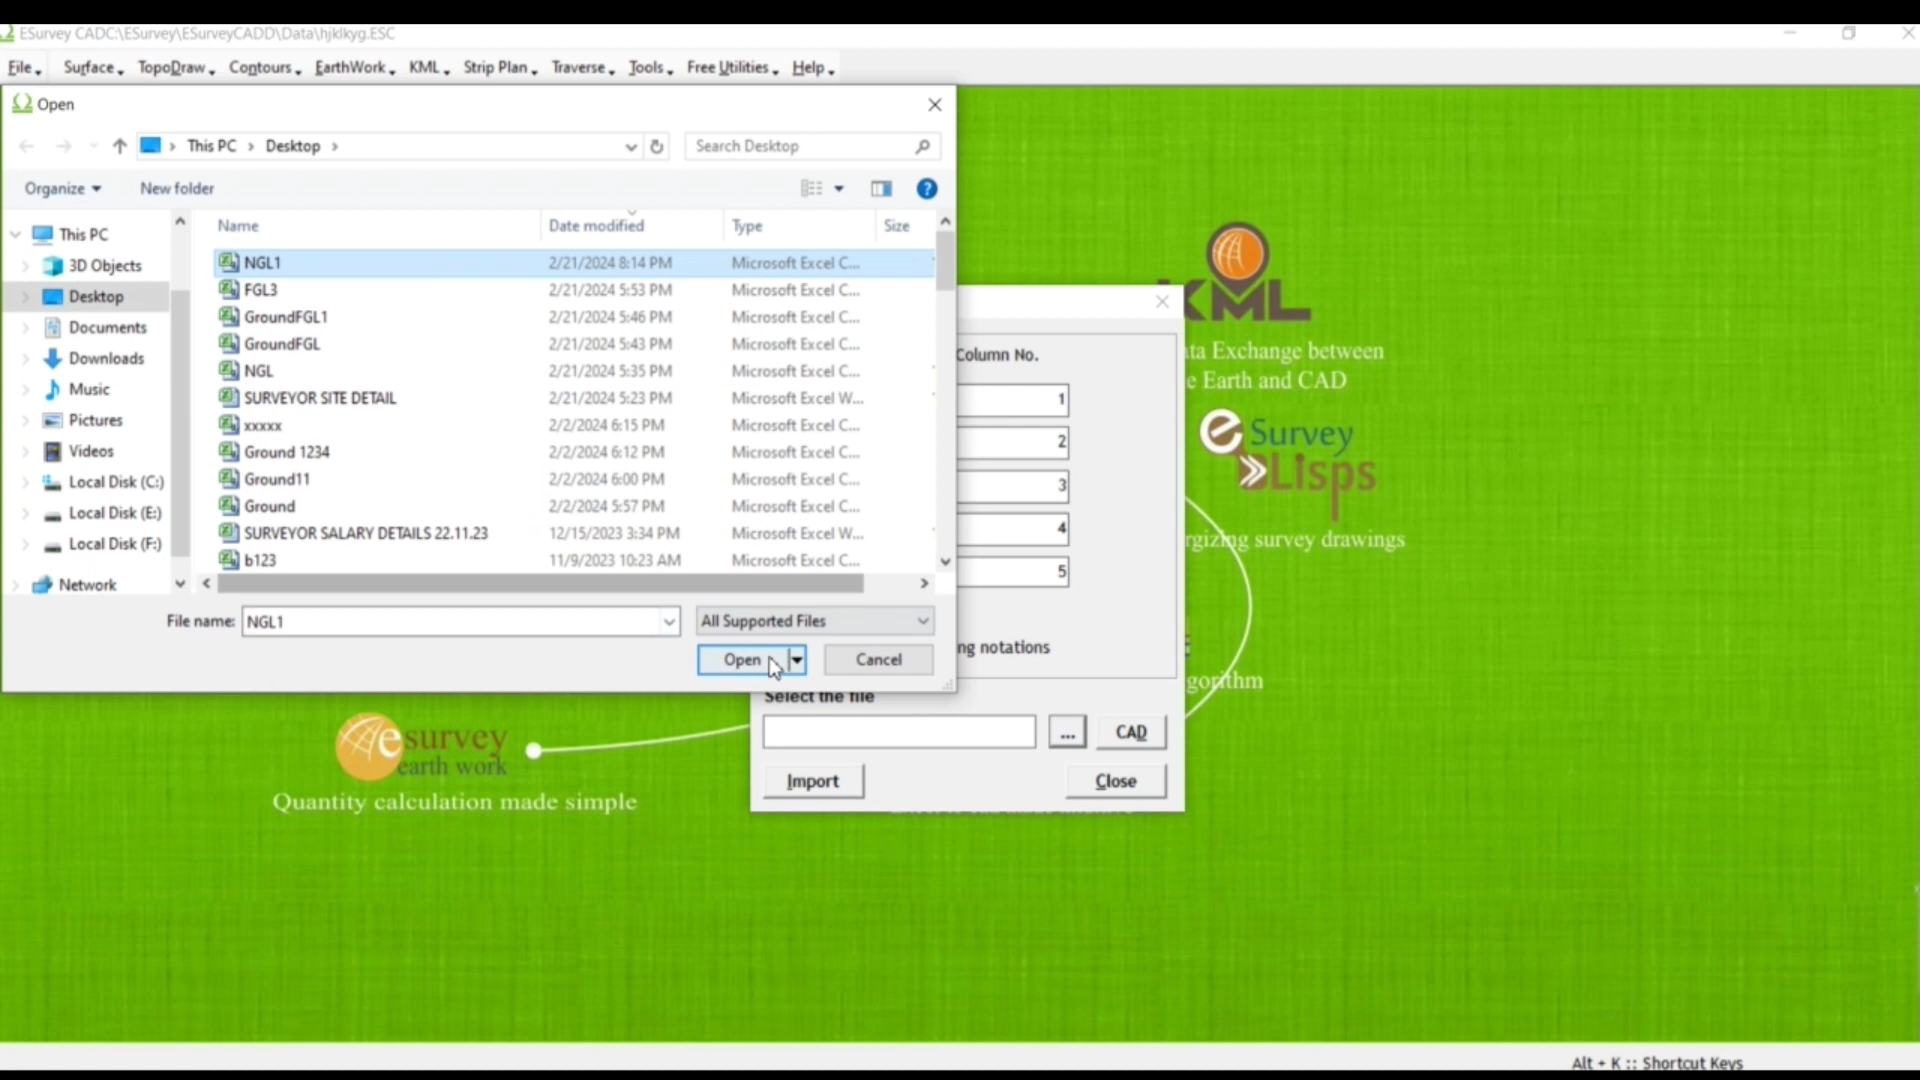 ESurvey CADC:\ESurvey\ESurveyCADD\Data\hjklkyg.ESC
File Surface TopoDraw Contours EarthWork KML Strip Plan Traverse Tools Free Utilities Help
Open
This PC > Desktop >
Search Desktop
Organize
New folder
Name Date modified Type Size
This PC
3D Objects
Desktop
Documents
Downloads
Music
Pictures
Videos
Local Disk (C:)
Local Disk (E:)
Local Disk (F:)
Network
NGL1 2/21/2024 8:14 PM Microsoft Excel C...
FGL3 2/21/2024 5:53 PM Microsoft Excel C...
GroundFGL1 2/21/2024 5:46 PM Microsoft Excel C...
GroundFGL 2/21/2024 5:43 PM Microsoft Excel C...
NGL 2/21/2024 5:35 PM Microsoft Excel C...
SURVEYOR SITE DETAIL 2/21/2024 5:23 PM Microsoft Excel W...
xxxxx 2/2/2024 6:15 PM Microsoft Excel C...
Ground 1234 2/2/2024 6:12 PM Microsoft Excel C...
Ground11 2/2/2024 6:00 PM Microsoft Excel C...
Ground 2/2/2024 5:57 PM Microsoft Excel C...
SURVEYOR SALARY DETAILS 22.11.23 12/15/2023 3:34 PM Microsoft Excel W...
b123 11/9/2023 10:23 AM Microsoft Excel C...
File name: NGL1
All Supported Files
Open Cancel
Column No.
1
2
3
4
5
ng notations
Select the file
... CAD
Import Close
KML
ta Exchange between
e Earth and CAD
e Survey
Lisps
rgizing survey drawings
gorithm
esurvey
earth work
Quantity calculation made simple
Alt + K :: Shortcut Keys